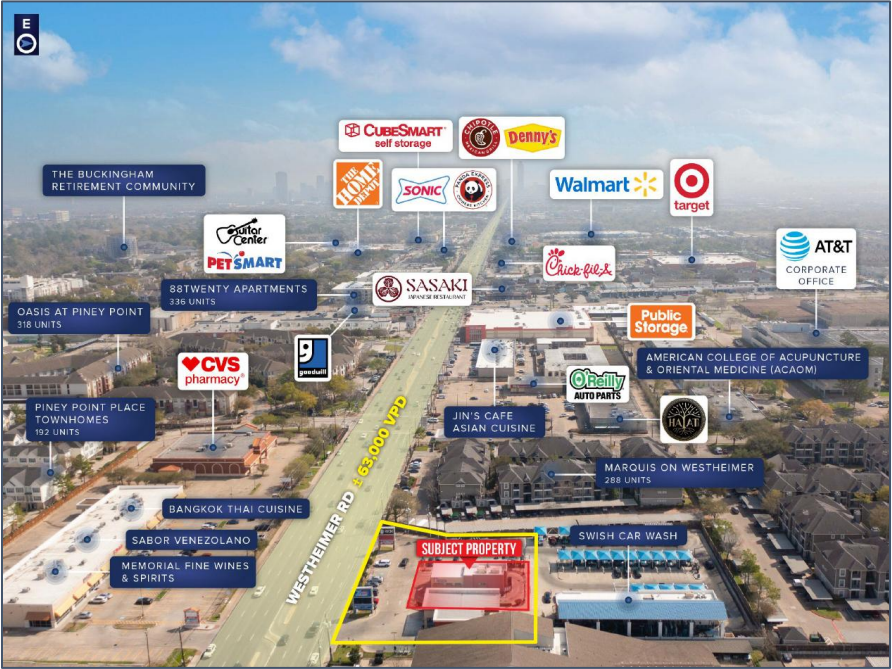 E
CUBESMART
self storage
CHIPOTLE
MEXICAN GRILL
Denny's
THE BUCKINGHAM
RETIREMENT COMMUNITY
THE
HOME
DEPOT
SONIC
PANDA EXPRESS
CHINESE KITCHEN
Walmart
target
Guitar
Center
PETSMART
AT&T
CORPORATE
OFFICE
Chick-fil-A
88TWENTY APARTMENTS
336 UNITS
SASAKI
JAPANESE RESTAURANT
OASIS AT PINEY POINT
318 UNITS
Public
Storage
goodwill
CVS
pharmacy
AMERICAN COLLEGE OF ACUPUNCTURE
& ORIENTAL MEDICINE (ACAOM)
O'Reilly
AUTO PARTS
PINEY POINT PLACE
TOWNHOMES
192 UNITS
JIN'S CAFE
ASIAN CUISINE
WESTHEIMER RD ± 63,000 VPD
MARQUIS ON WESTHEIMER
288 UNITS
BANGKOK THAI CUISINE
SABOR VENEZOLANO
MEMORIAL FINE WINES
& SPIRITS
SUBJECT PROPERTY
SWISH CAR WASH